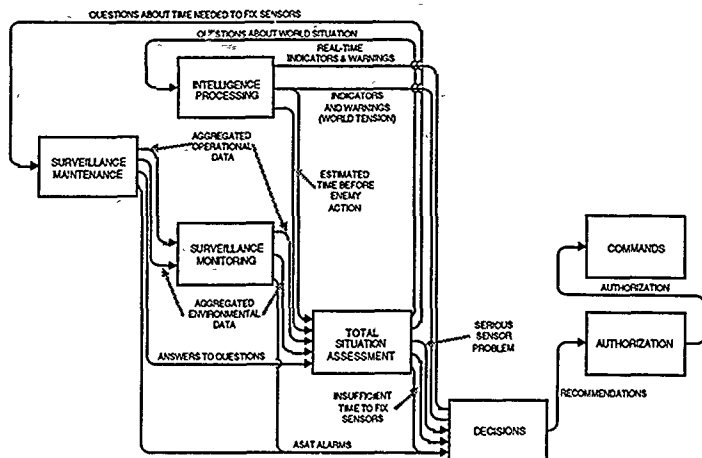 QUESTIONS ABOUT TIME NEEDED TO FIX SENSORS
QUESTIONS ABOUT WORLD SITUATION
REAL-TIME
INDICATORS & WARNINGS
INTELLIGENCE
PROCESSING
INDICATORS
AND WARNINGS
(WORLD TENSION)
AGGREGATED
OPERATIONAL
DATA
SURVEILLANCE
MAINTENANCE
ESTIMATED
TIME BEFORE
ENEMY
ACTION
SURVEILLANCE
MONITORING
COMMANDS
AUTHORIZATION
AGGREGATED
ENVIRONMENTAL
DATA
TOTAL
SITUATION
ASSESSMENT
SERIOUS
SENSOR
PROBLEM
AUTHORIZATION
ANSWERS TO QUESTIONS
INSUFFICIENT
TIME TO FIX
SENSORS
RECOMMENDATIONS
DECISIONS
ASAT ALARMS